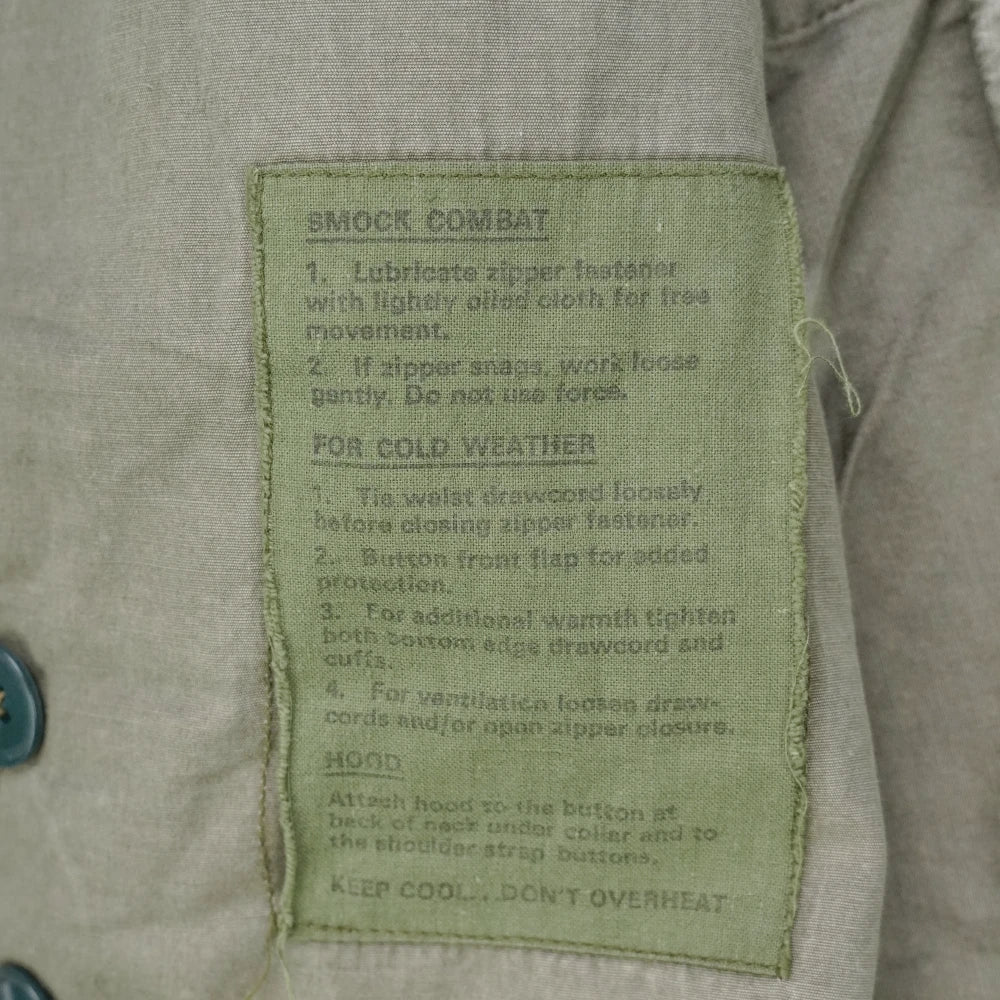 SMOCK COMBAT
1. Lubricate zipper fastener
with lightly oiled cloth for free
movement.
2. If zipper snags, work loose
gently. Do not use force.
FOR COLD WEATHER
1. Tie waist drawcord loosely
before closing zipper fastener.
2. Button front flap for added
protection.
3. For additional warmth tighten
both bottom edge drawcord and
cuffs.
4. For ventilation loosen draw-
cords and/or open zipper closure.
HOOD
Attach hood to the button at
back of neck under collar and to
the shoulder strap buttons.
KEEP COOL...DON'T OVERHEAT